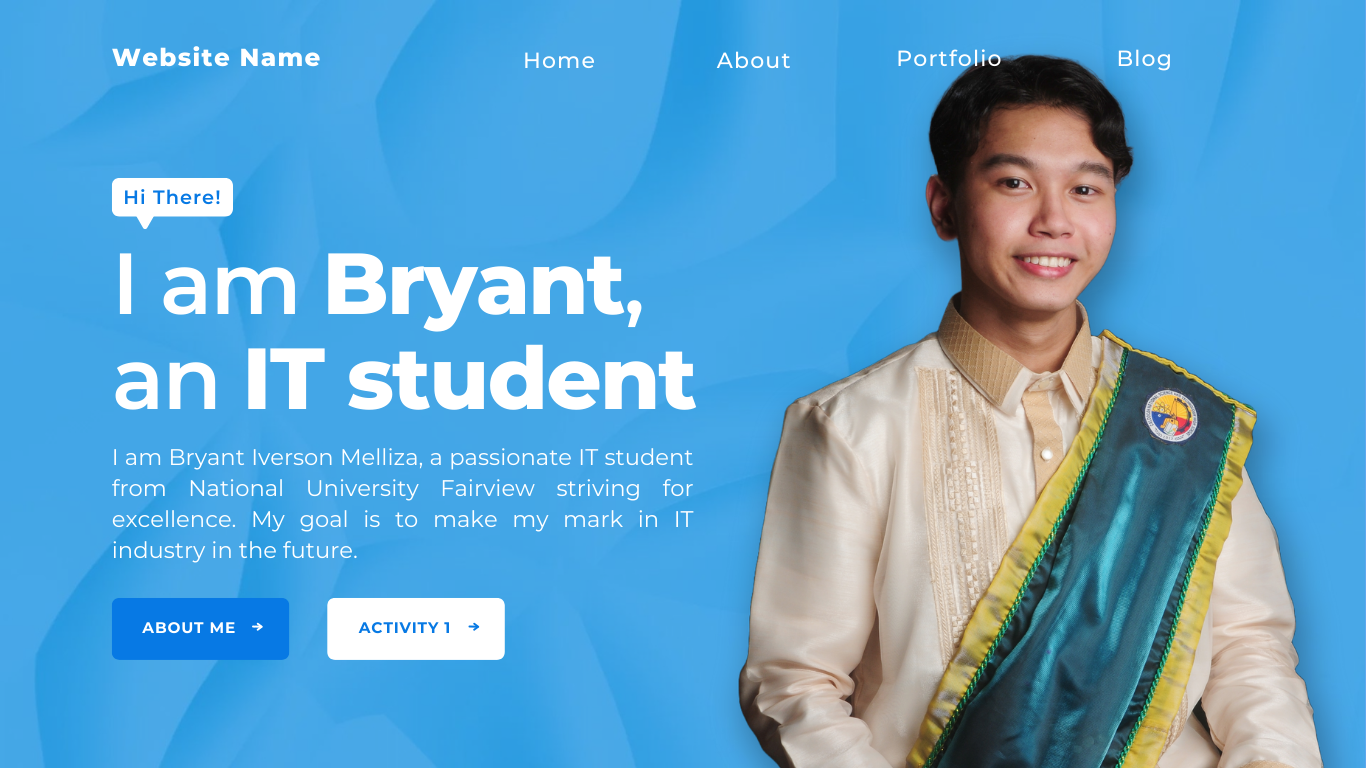 Website Name
Home
About
Portfolio
Blog
Hi There!
I am Bryant,
an IT student
I am Bryant Iverson Melliza, a passionate IT student
from National University Fairview striving for
excellence. My goal is to make my mark in IT
industry in the future.
ABOUT ME →
ACTIVITY 1 →